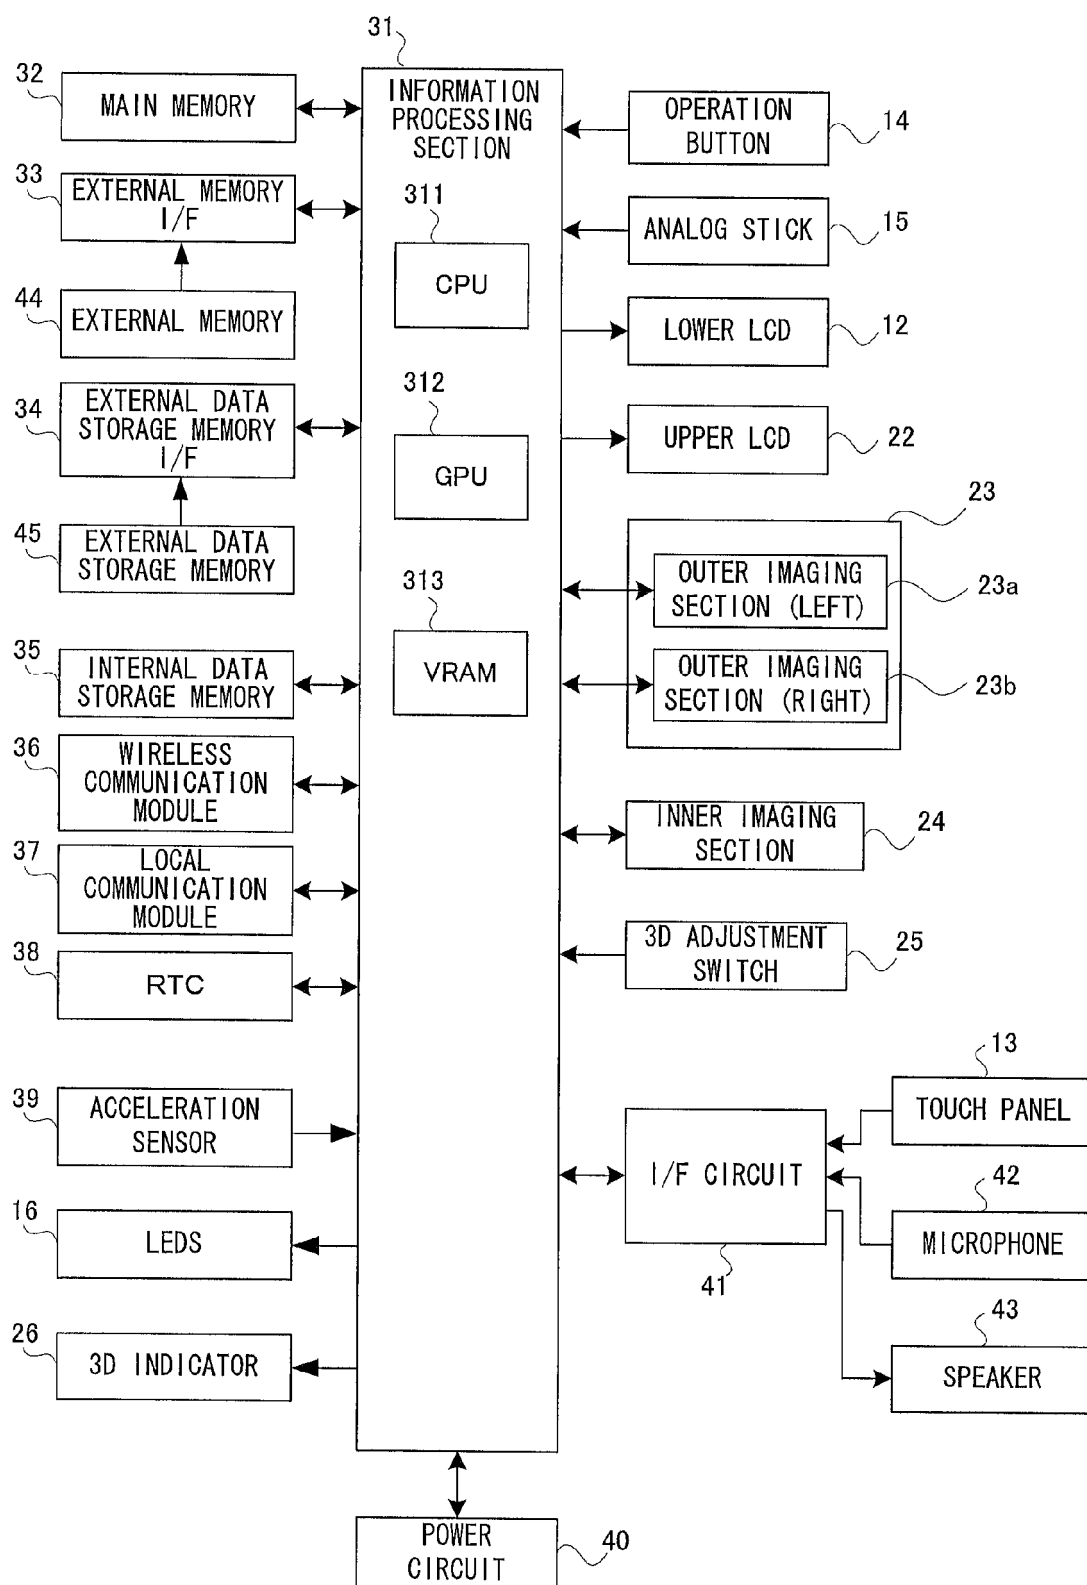 31
INFORMATION
PROCESSING
SECTION
311
CPU
312
GPU
313
VRAM
32
MAIN MEMORY
33
EXTERNAL MEMORY
I/F
44
EXTERNAL MEMORY
34
EXTERNAL DATA
STORAGE MEMORY
I/F
45
EXTERNAL DATA
STORAGE MEMORY
35
INTERNAL DATA
STORAGE MEMORY
36
WIRELESS
COMMUNICATION
MODULE
37
LOCAL
COMMUNICATION
MODULE
38
RTC
39
ACCELERATION
SENSOR
16
LEDS
26
3D INDICATOR
OPERATION
BUTTON
14
ANALOG STICK
15
LOWER LCD
12
UPPER LCD
22
23
OUTER IMAGING
SECTION (LEFT)
23a
OUTER IMAGING
SECTION (RIGHT)
23b
INNER IMAGING
SECTION
24
3D ADJUSTMENT
SWITCH
25
I/F CIRCUIT
41
13
TOUCH PANEL
42
MICROPHONE
43
SPEAKER
POWER
CIRCUIT
40